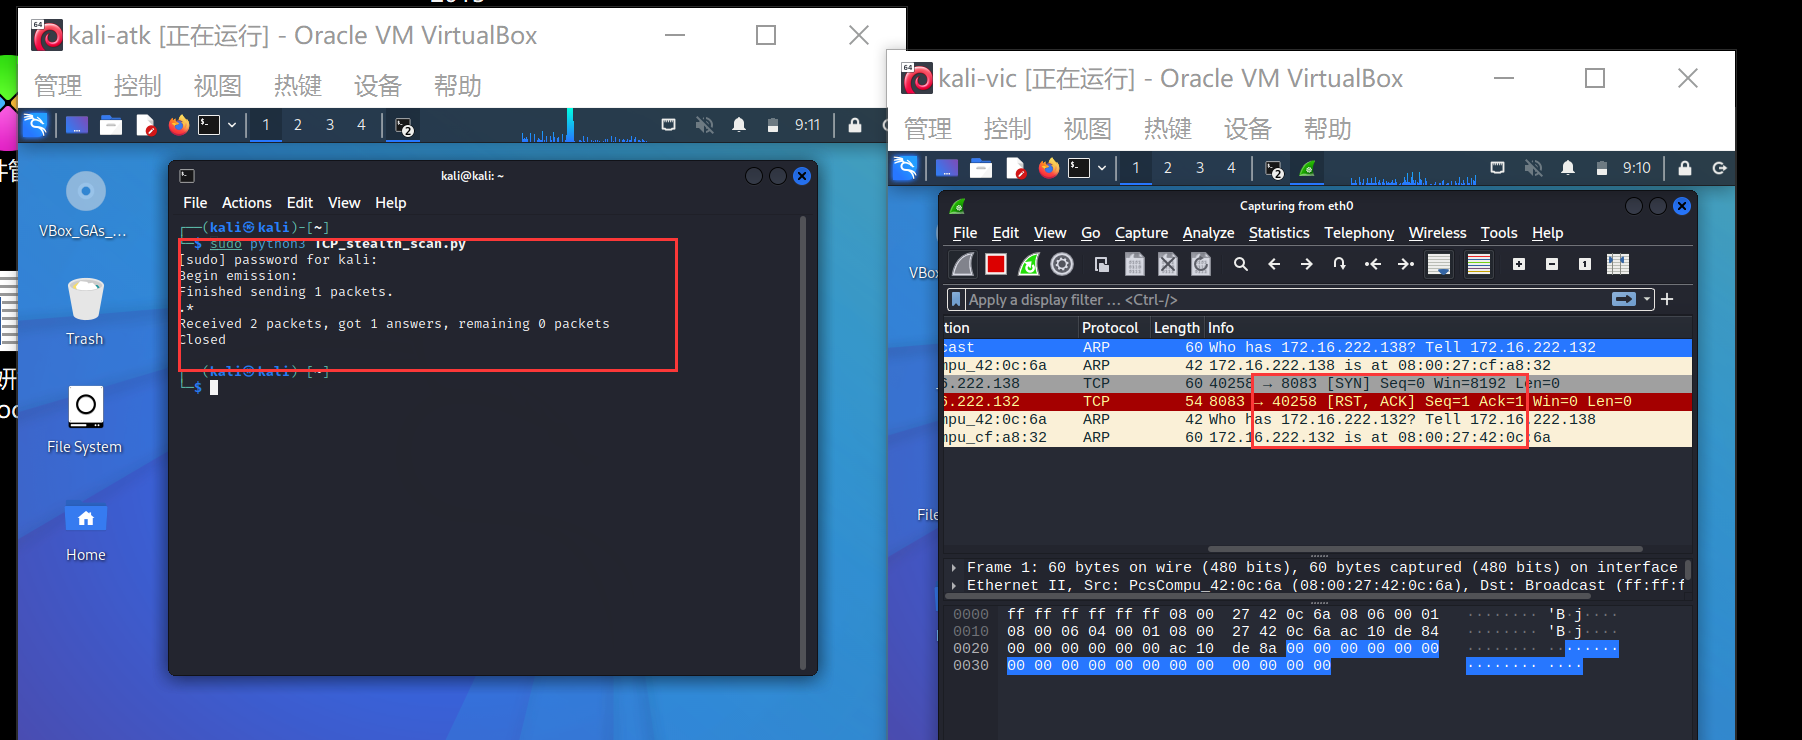 2013
kali-atk [正在运行] - Oracle VM VirtualBox
管理 控制 视图 热键 设备 帮助
1 2 3 4 2 9:11
VBox_GAs_...
Trash
File System
Home
kali@kali: ~
File Actions Edit View Help
┌──(kali㉿kali)-[~]
└─$ sudo python3 TCP_stealth_scan.py
[sudo] password for kali:
Begin emission:
Finished sending 1 packets.
.*
Received 2 packets, got 1 answers, remaining 0 packets
Closed
┌──(kali㉿kali)-[~]
└─$
kali-vic [正在运行] - Oracle VM VirtualBox
管理 控制 视图 热键 设备 帮助
1 2 3 4 2 9:10
VBo
File
Capturing from eth0
File Edit View Go Capture Analyze Statistics Telephony Wireless Tools Help
Apply a display filter ... <Ctrl-/>
tion Protocol Length Info
cast ARP 60 Who has 172.16.222.138? Tell 172.16.222.132
mpu_42:0c:6a ARP 42 172.16.222.138 is at 08:00:27:cf:a8:32
6.222.138 TCP 60 40258 → 8083 [SYN] Seq=0 Win=8192 Len=0
6.222.132 TCP 54 8083 → 40258 [RST, ACK] Seq=1 Ack=1 Win=0 Len=0
mpu_42:0c:6a ARP 42 Who has 172.16.222.132? Tell 172.16.222.138
mpu_cf:a8:32 ARP 60 172.16.222.132 is at 08:00:27:42:0c:6a
Frame 1: 60 bytes on wire (480 bits), 60 bytes captured (480 bits) on interface
Ethernet II, Src: PcsCompu_42:0c:6a (08:00:27:42:0c:6a), Dst: Broadcast (ff:ff:f
0000 ff ff ff ff ff ff 08 00 27 42 0c 6a 08 06 00 01 ········ 'B·j····
0010 08 00 06 04 00 01 08 00 27 42 0c 6a ac 10 de 84 ········ 'B·j····
0020 00 00 00 00 00 00 ac 10 de 8a 00 00 00 00 00 00 ········ ········
0030 00 00 00 00 00 00 00 00 00 00 00 00 ········ ····